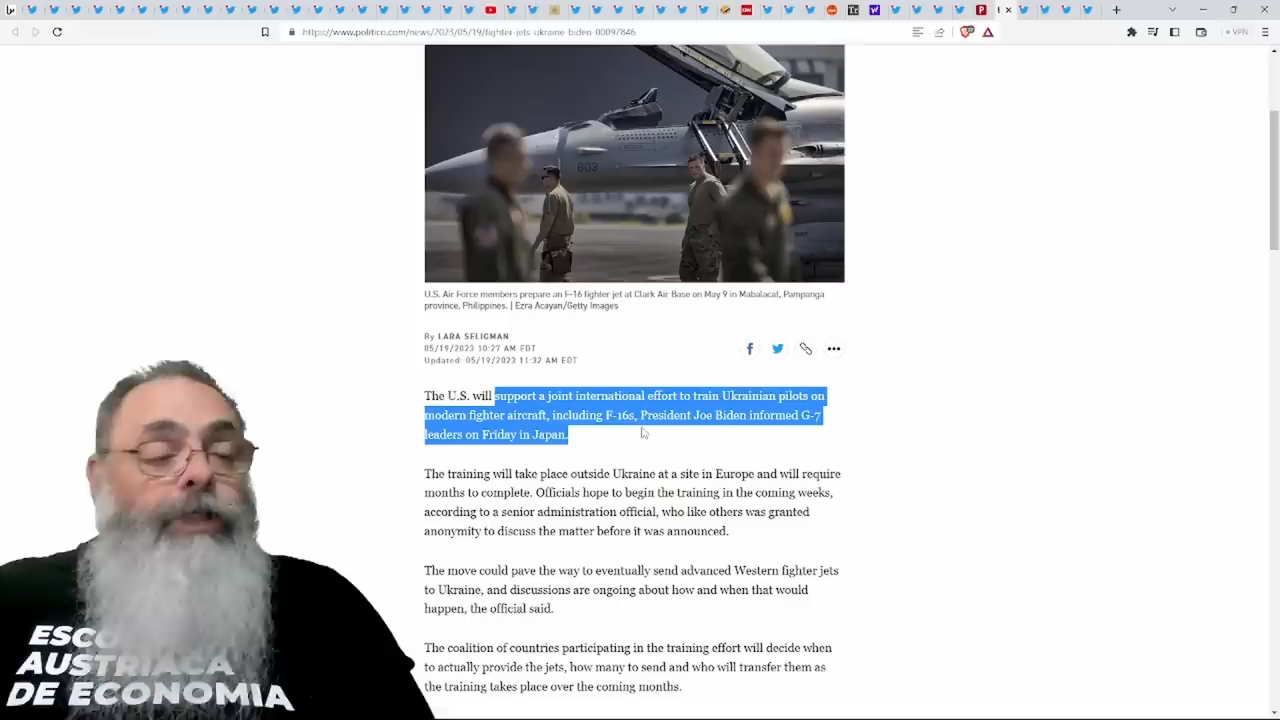 https://www.politico.com/news/2023/05/19/fighter-jets-ukraine-biden-00097846
VPN
803
U.S. Air Force members prepare an F-16 fighter jet at Clark Air Base on May 9 in Mabalacat, Pampanga
province, Philippines. | Ezra Acayan/Getty Images
By LARA SELIGMAN
05/19/2023 10:27 AM EDT
Updated: 05/19/2023 11:32 AM EDT
The U.S. will support a joint international effort to train Ukrainian pilots on
modern fighter aircraft, including F-16s, President Joe Biden informed G-7
leaders on Friday in Japan.
The training will take place outside Ukraine at a site in Europe and will require
months to complete. Officials hope to begin the training in the coming weeks,
according to a senior administration official, who like others was granted
anonymity to discuss the matter before it was announced.
The move could pave the way to eventually send advanced Western fighter jets
to Ukraine, and discussions are ongoing about how and when that would
happen, the official said.
The coalition of countries participating in the training effort will decide when
to actually provide the jets, how many to send and who will transfer them as
the training takes place over the coming months.
AUSTRIACA
DE ECONOMIA